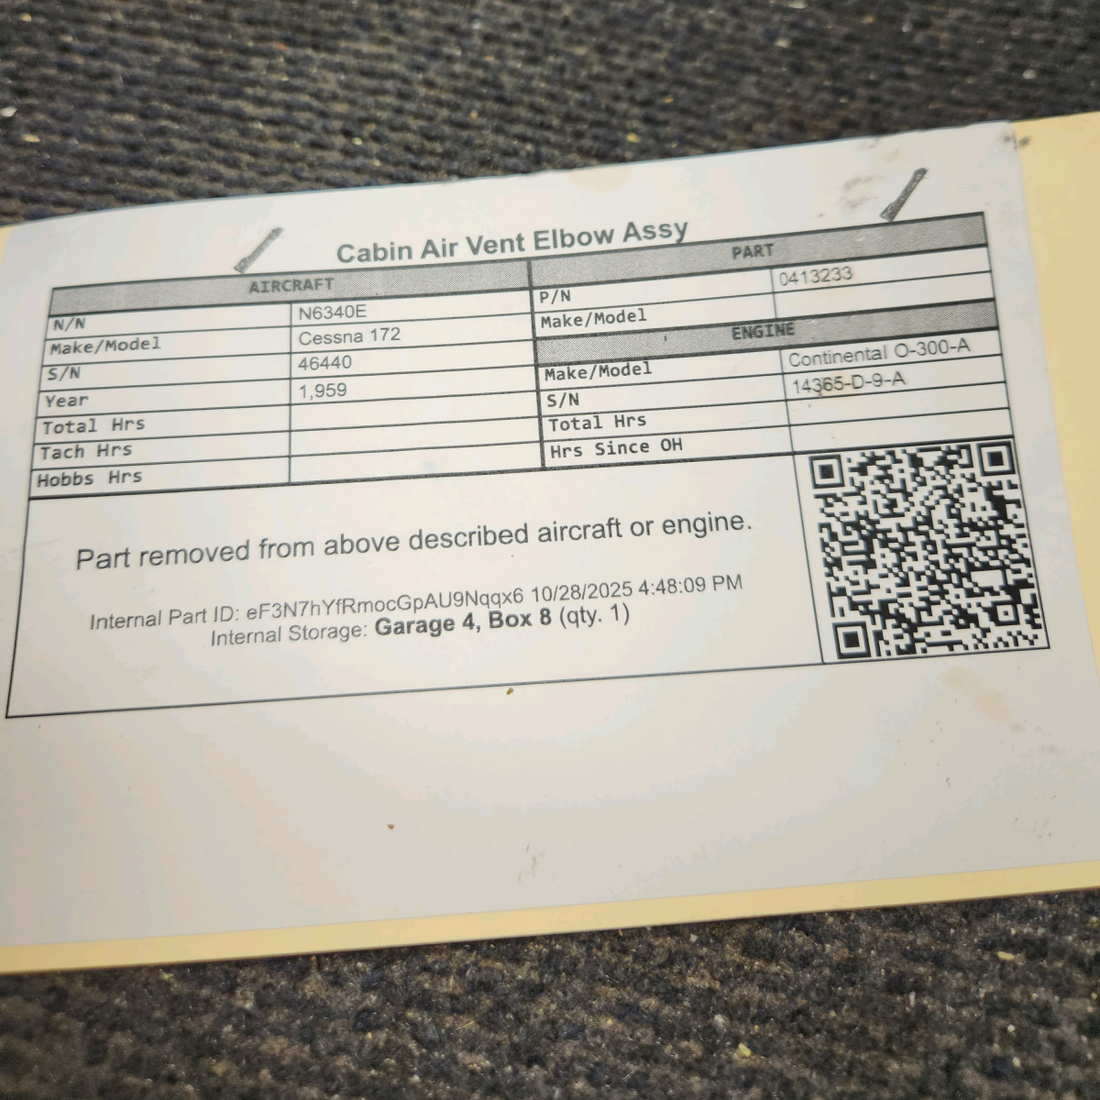 Cabin Air Vent Elbow Assy
AIRCRAFT
N/N N6340E
Make/Model Cessna 172
S/N 46440
Year 1,959
Total Hrs
Tach Hrs
Hobbs Hrs
PART
P/N 0413233
Make/Model
ENGINE
Make/Model Continental O-300-A
S/N 14365-D-9-A
Total Hrs
Hrs Since OH
Part removed from above described aircraft or engine.
Internal Part ID: eF3N7hYfRmocGpAU9Nqqx6 10/28/2025 4:48:09 PM
Internal Storage: Garage 4, Box 8 (qty. 1)